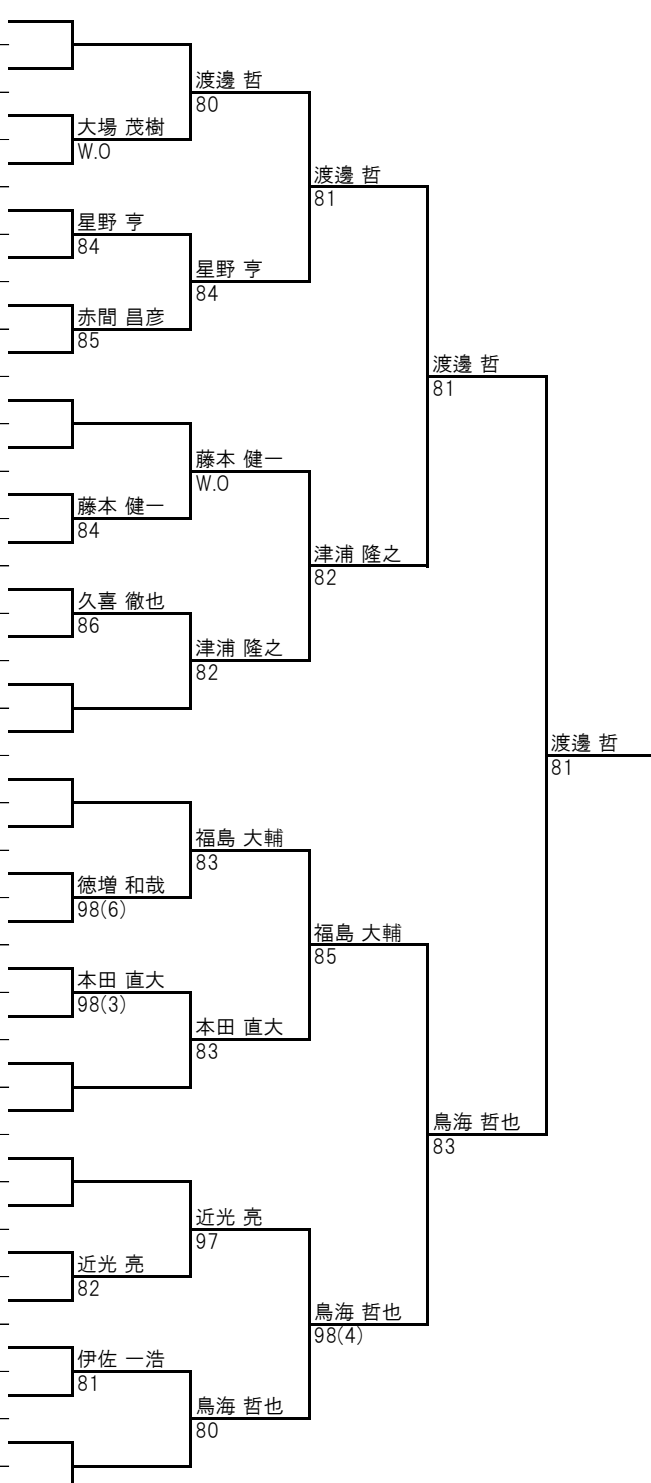 渡邊 哲
80
大場 茂樹
W.O
渡邊 哲
81
星野 亨
84
星野 亨
84
赤間 昌彦
85
渡邊 哲
81
藤本 健一
W.O
藤本 健一
84
津浦 隆之
82
久喜 徹也
86
津浦 隆之
82
渡邊 哲
81
福島 大輔
83
徳増 和哉
98(6)
福島 大輔
85
本田 直大
98(3)
本田 直大
83
鳥海 哲也
83
近光 亮
97
近光 亮
82
鳥海 哲也
98(4)
伊佐 一浩
81
鳥海 哲也
80